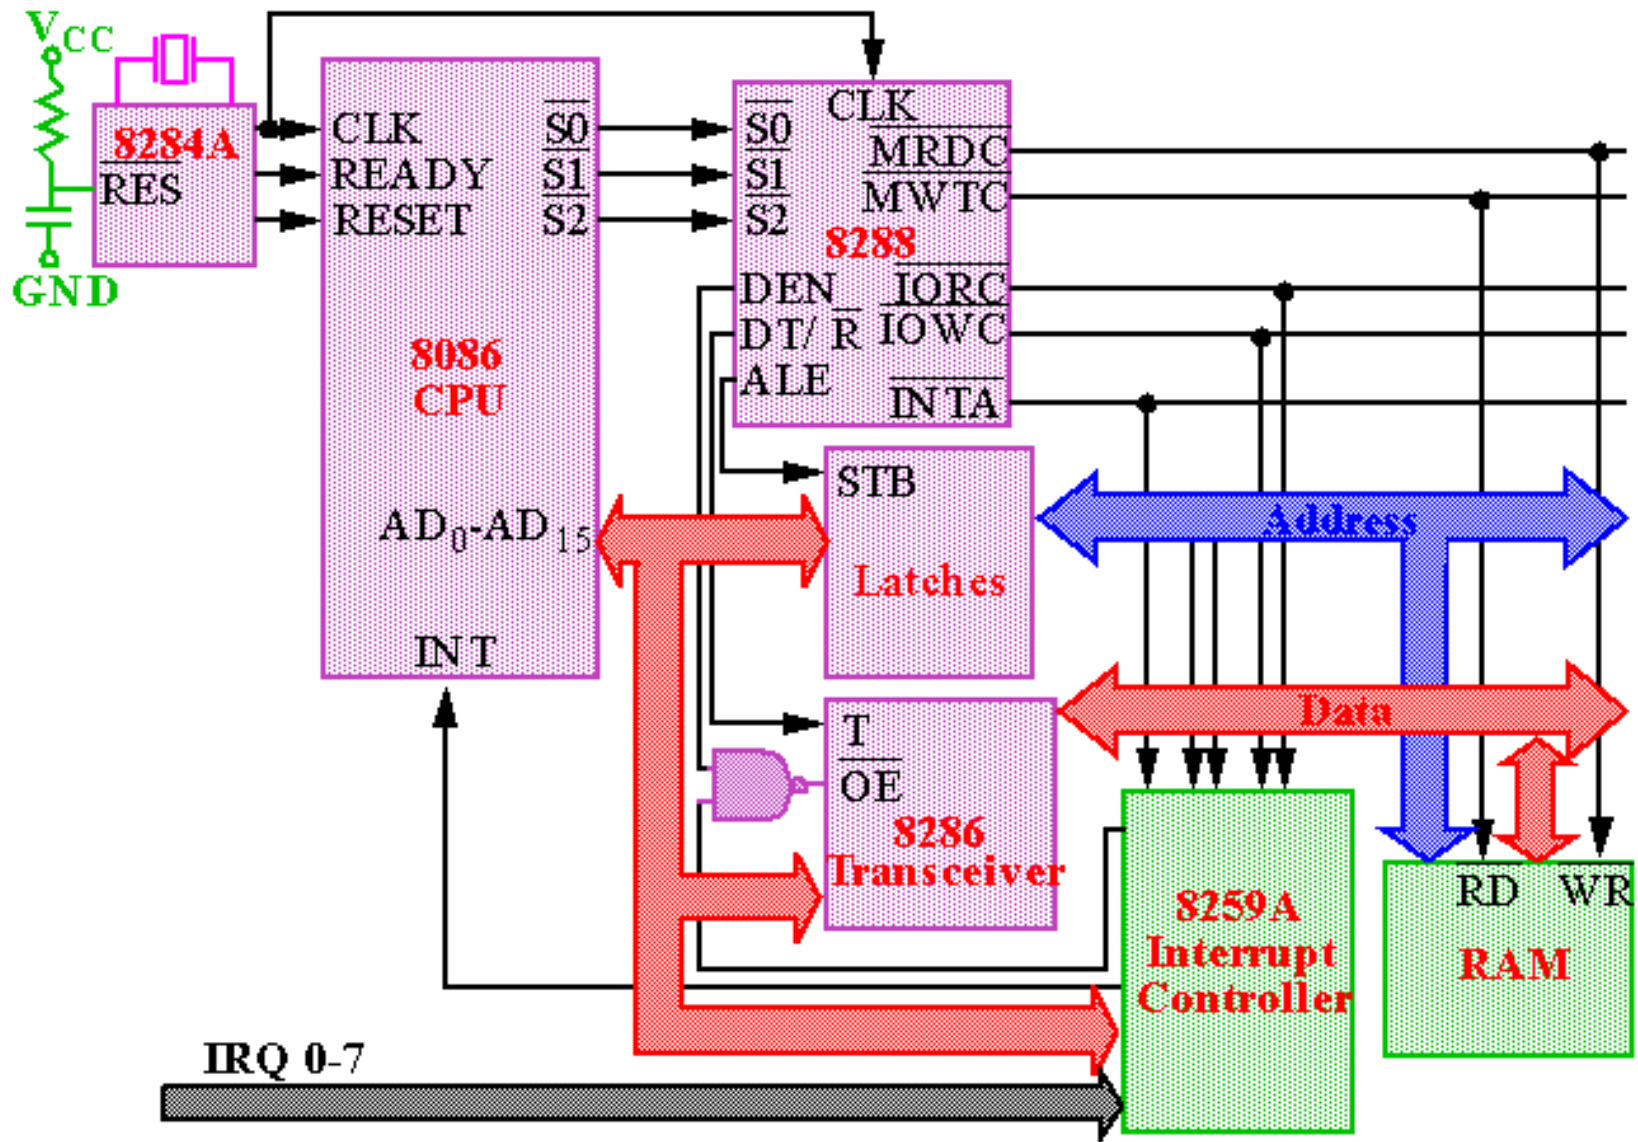 VCC
8284A
RES
GND
CLK
READY
RESET
S0
S1
S2
8086
CPU
AD0-AD15
INT
CLK
S0
S1
S2
MRDC
MWTC
8288
DEN
DT/ R
ALE
IORC
IOWC
INTA
STB
Latches
Address
Data
T
OE
8286
Transceiver
8259A
Interrupt
Controller
RD
WR
RAM
IRQ 0-7